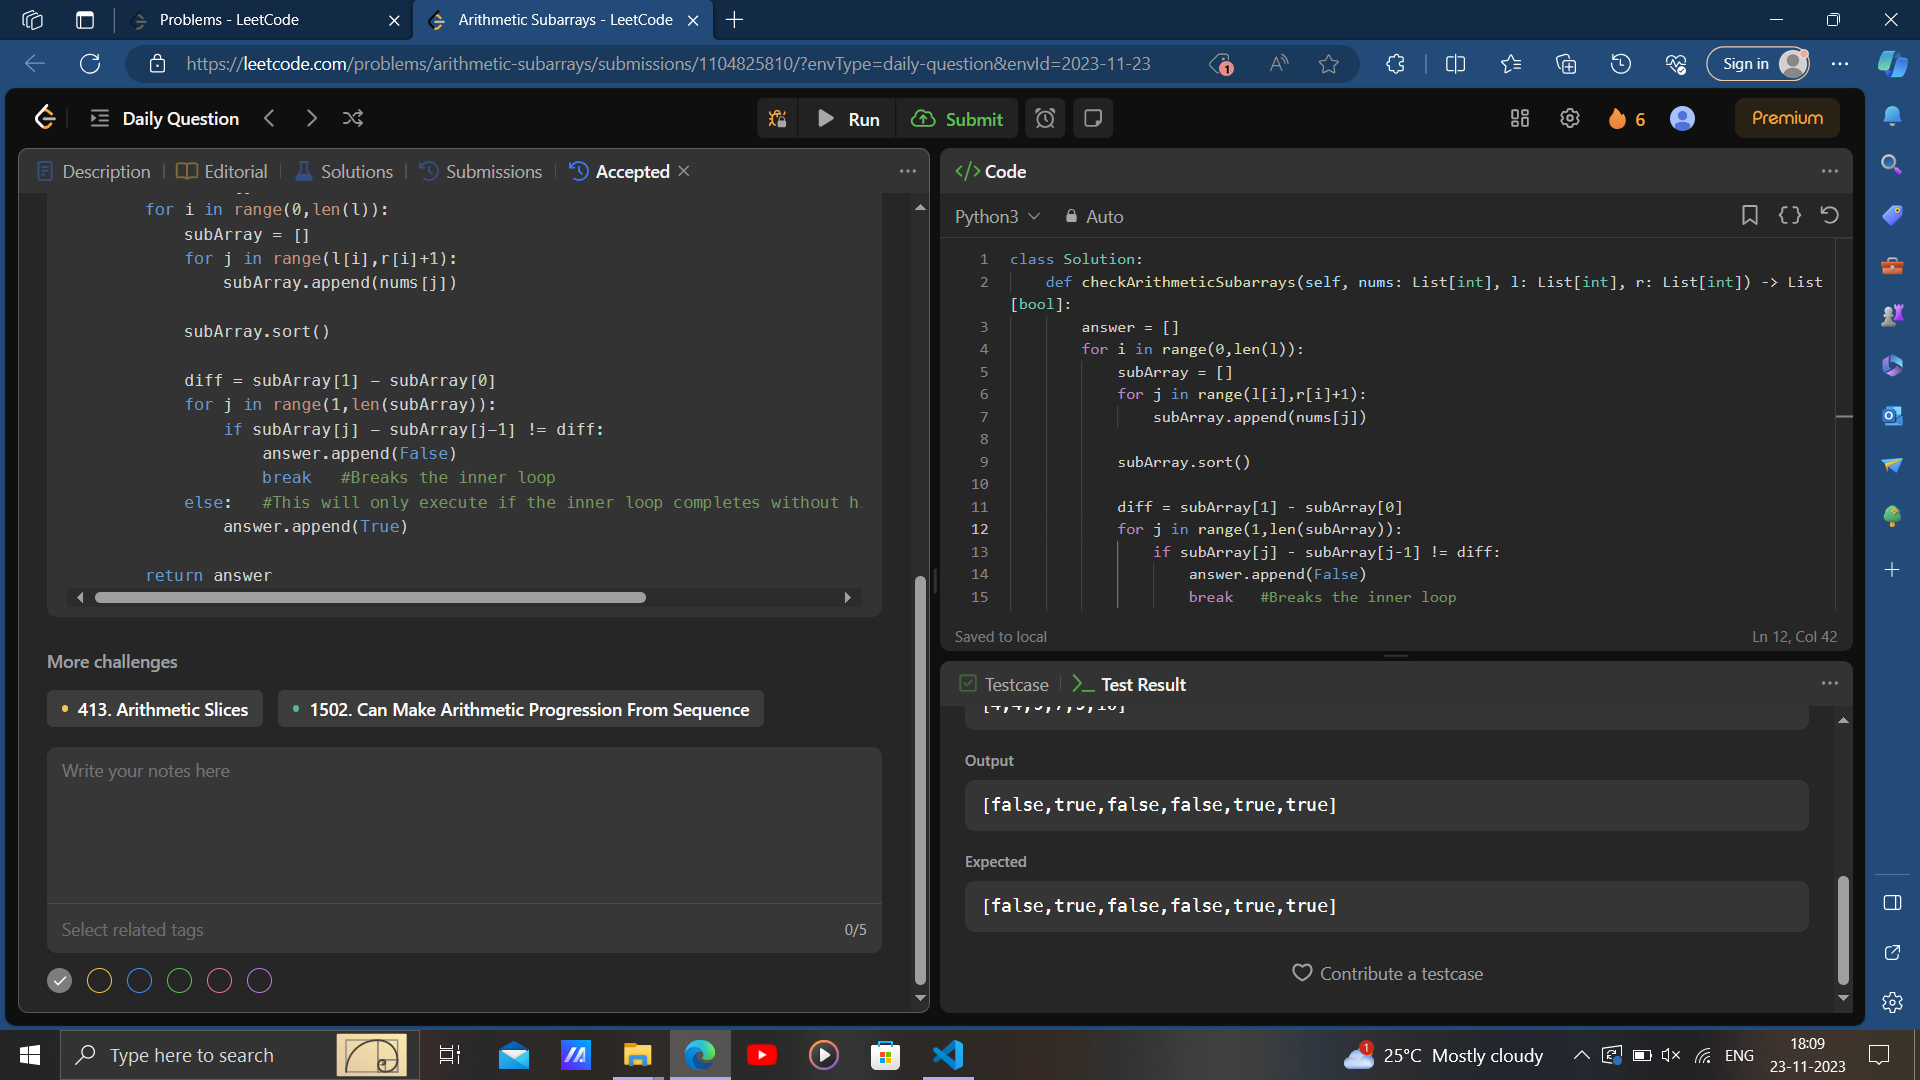 Problems - LeetCode
Arithmetic Subarrays - LeetCode
https://leetcode.com/problems/arithmetic-subarrays/submissions/1104825810/?envType=daily-question&envId=2023-11-23
1
Sign in
Daily Question
Run
Submit
6
Premium
Description
Editorial
Solutions
Submissions
Accepted
for i in range(0,len(l)):
subArray = []
for j in range(l[i],r[i]+1):
subArray.append(nums[j])
subArray.sort()
diff = subArray[1] - subArray[0]
for j in range(1,len(subArray)):
if subArray[j] - subArray[j-1] != diff:
answer.append(False)
break #Breaks the inner loop
else: #This will only execute if the inner loop completes without h
answer.append(True)
return answer
More challenges
413. Arithmetic Slices
1502. Can Make Arithmetic Progression From Sequence
Write your notes here
Select related tags
0/5
</> Code
Python3
Auto
1 class Solution:
2 def checkArithmeticSubarrays(self, nums: List[int], l: List[int], r: List[int]) -> List
[bool]:
3 answer = []
4 for i in range(0,len(l)):
5 subArray = []
6 for j in range(l[i],r[i]+1):
7 subArray.append(nums[j])
8
9 subArray.sort()
10
11 diff = subArray[1] - subArray[0]
12 for j in range(1,len(subArray)):
13 if subArray[j] - subArray[j-1] != diff:
14 answer.append(False)
15 break #Breaks the inner loop
Saved to local
Ln 12, Col 42
Testcase
Test Result
Output
[false,true,false,false,true,true]
Expected
[false,true,false,false,true,true]
Contribute a testcase
Type here to search
1
25°C Mostly cloudy
ENG
18:09
23-11-2023